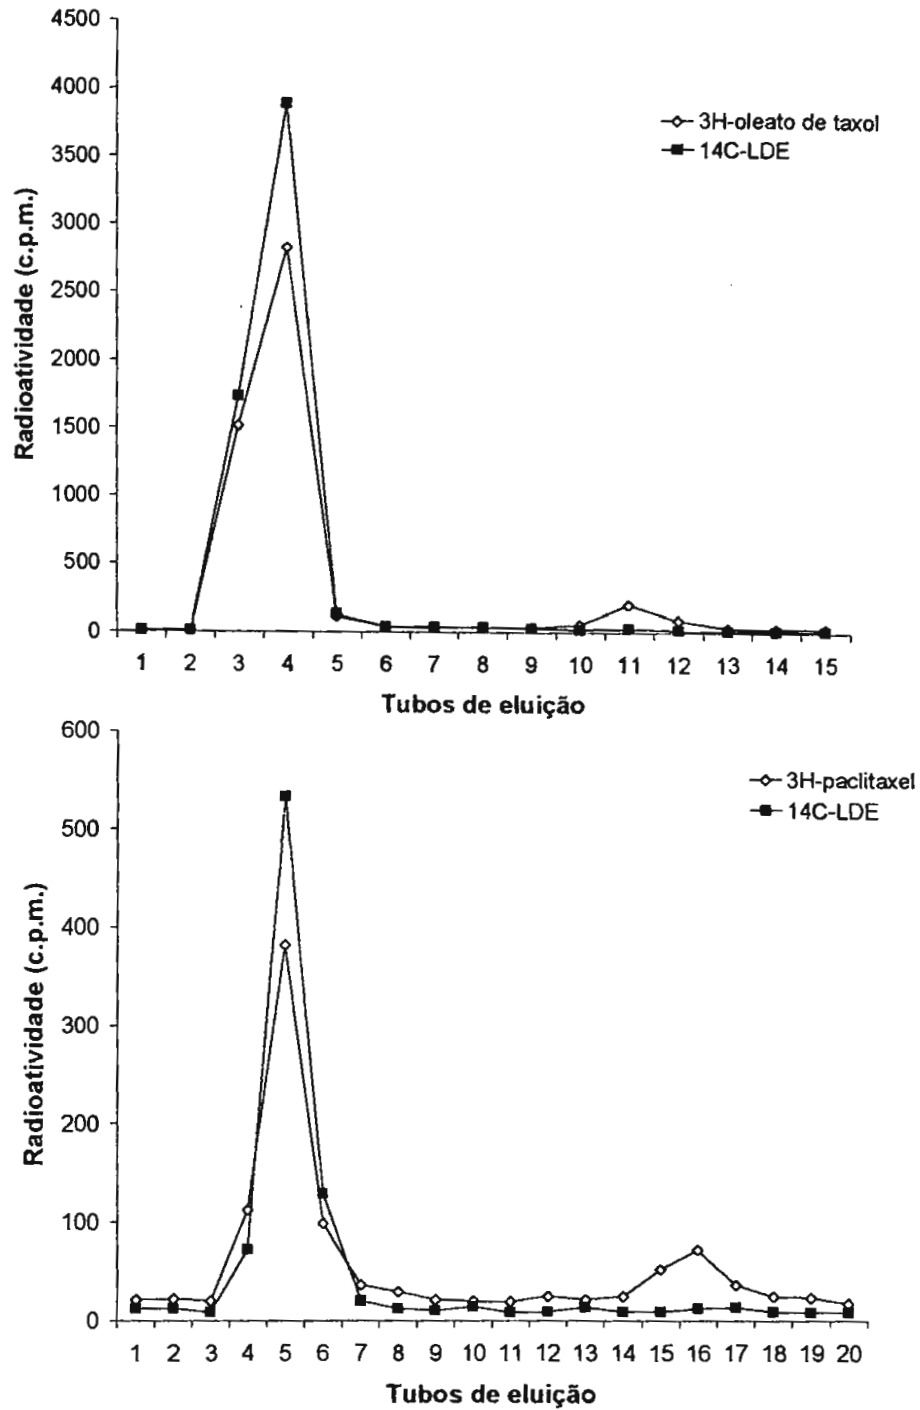 4500
4000
3500
3000
2500
2000
1500
1000
500
0
Radioatividade (c.p.m.)
3H-oleato de taxol
14C-LDE
1 2 3 4 5 6 7 8 9 10 11 12 13 14 15
Tubos de eluição
600
500
400
300
200
100
0
Radioatividade (c.p.m.)
3H-paclitaxel
14C-LDE
1 2 3 4 5 6 7 8 9 10 11 12 13 14 15 16 17 18 19 20
Tubos de eluição